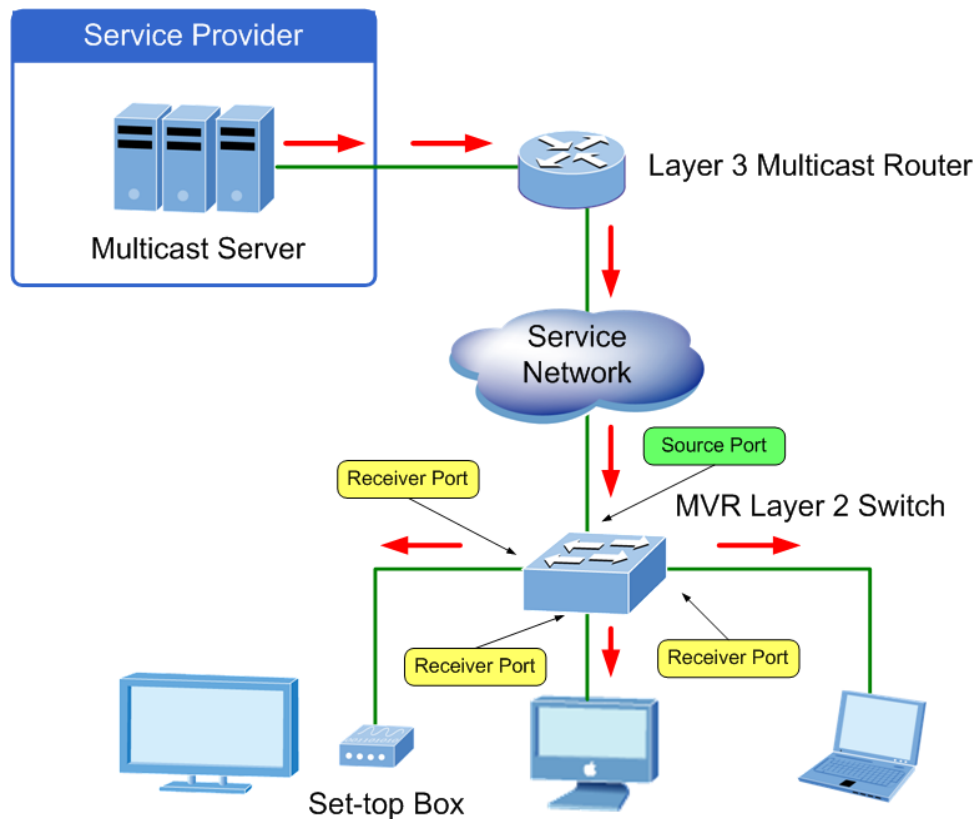 Service Provider
Multicast Server
Layer 3 Multicast Router
Service
Network
Source Port
Receiver Port
MVR Layer 2 Switch
Receiver Port
Receiver Port
Set-top Box